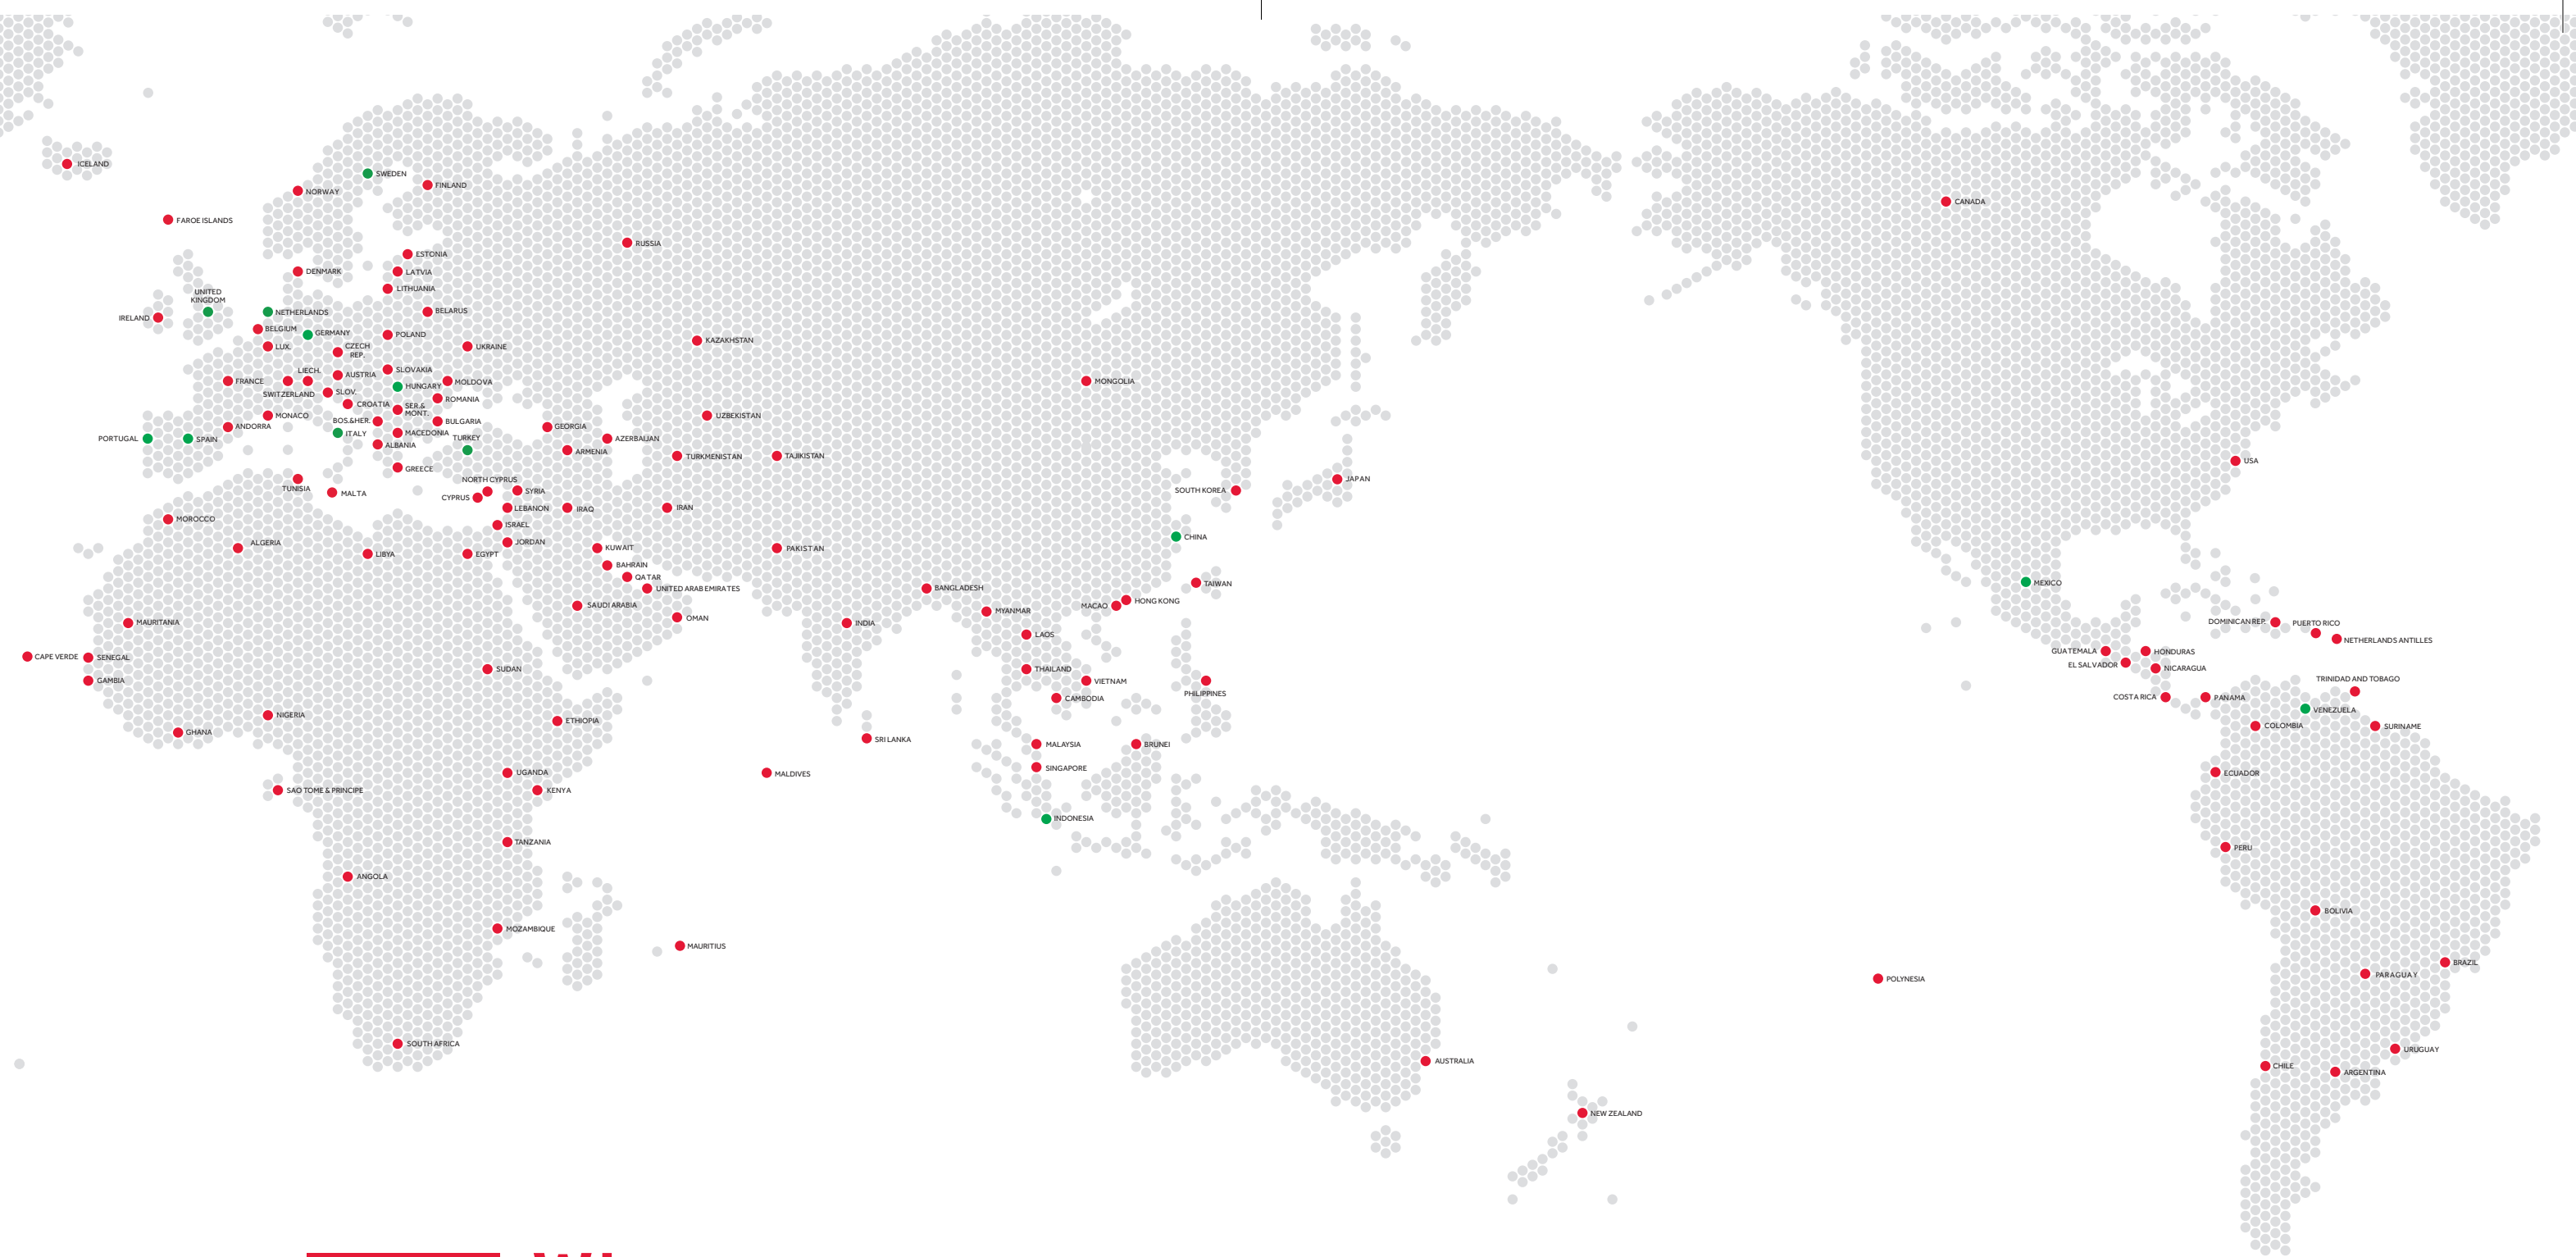 ICELAND
SWEDEN
FINLAND
NORWAY
CANADA
FAROE ISLANDS
RUSSIA
ESTONIA
DENMARK
LATVIA
LITHUANIA
UNITED
KINGDOM
NETHERLANDS
BELARUS
IRELAND
BELGIUM
GERMANY
POLAND
LUX.
CZECH
REP.
UKRAINE
KAZAKHSTAN
LIECH.
SLOVAKIA
AUSTRIA
FRANCE
HUNGARY
MOLDOVA
MONGOLIA
SWITZERLAND
SLOV.
CROATIA
SER.&
MONT.
ROMANIA
MONACO
UZBEKISTAN
BOS.&HER.
BULGARIA
ANDORRA
GEORGIA
PORTUGAL
SPAIN
ITALY
MACEDONIA
TURKEY
AZERBAIJAN
ALBANIA
ARMENIA
TURKMENISTAN
TAJIKISTAN
USA
GREECE
TUNISIA
MALTA
NORTH CYPRUS
CYPRUS
SYRIA
SOUTH KOREA
JAPAN
LEBANON
IRAQ
IRAN
MOROCCO
ISRAEL
CHINA
ALGERIA
JORDAN
LIBYA
EGYPT
KUWAIT
PAKISTAN
BAHRAIN
QATAR
TAIWAN
MEXICO
UNITED ARAB EMIRATES
BANGLADESH
SAUDI ARABIA
MACAO
HONG KONG
MYANMAR
OMAN
MAURITANIA
INDIA
DOMINICAN REP.
PUERTO RICO
LAOS
NETHERLANDS ANTILLES
CAPE VERDE
SENEGAL
GUATEMALA
HONDURAS
SUDAN
THAILAND
EL SALVADOR
NICARAGUA
GAMBIA
VIETNAM
PHILIPPINES
TRINIDAD AND TOBAGO
CAMBODIA
COSTA RICA
PANAMA
VENEZUELA
NIGERIA
ETHIOPIA
COLOMBIA
SURINAME
GHANA
SRI LANKA
MALAYSIA
BRUNEI
SINGAPORE
UGANDA
MALDIVES
ECUADOR
SAO TOME & PRINCIPE
KENYA
INDONESIA
TANZANIA
PERU
ANGOLA
BOLIVIA
MOZAMBIQUE
MAURITIUS
BRAZIL
PARAGUAY
POLYNESIA
SOUTH AFRICA
URUGUAY
AUSTRALIA
CHILE
ARGENTINA
NEW ZEALAND